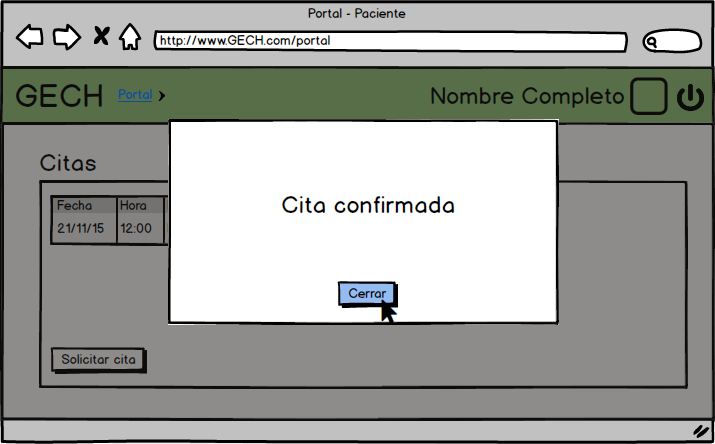 Portal - Paciente
http://www.GECH.com/portal
GECH Portal > Nombre Completo
Citas
Fecha Hora
21/11/15 12:00
Cita confirmada
Cerrar
Solicitar cita